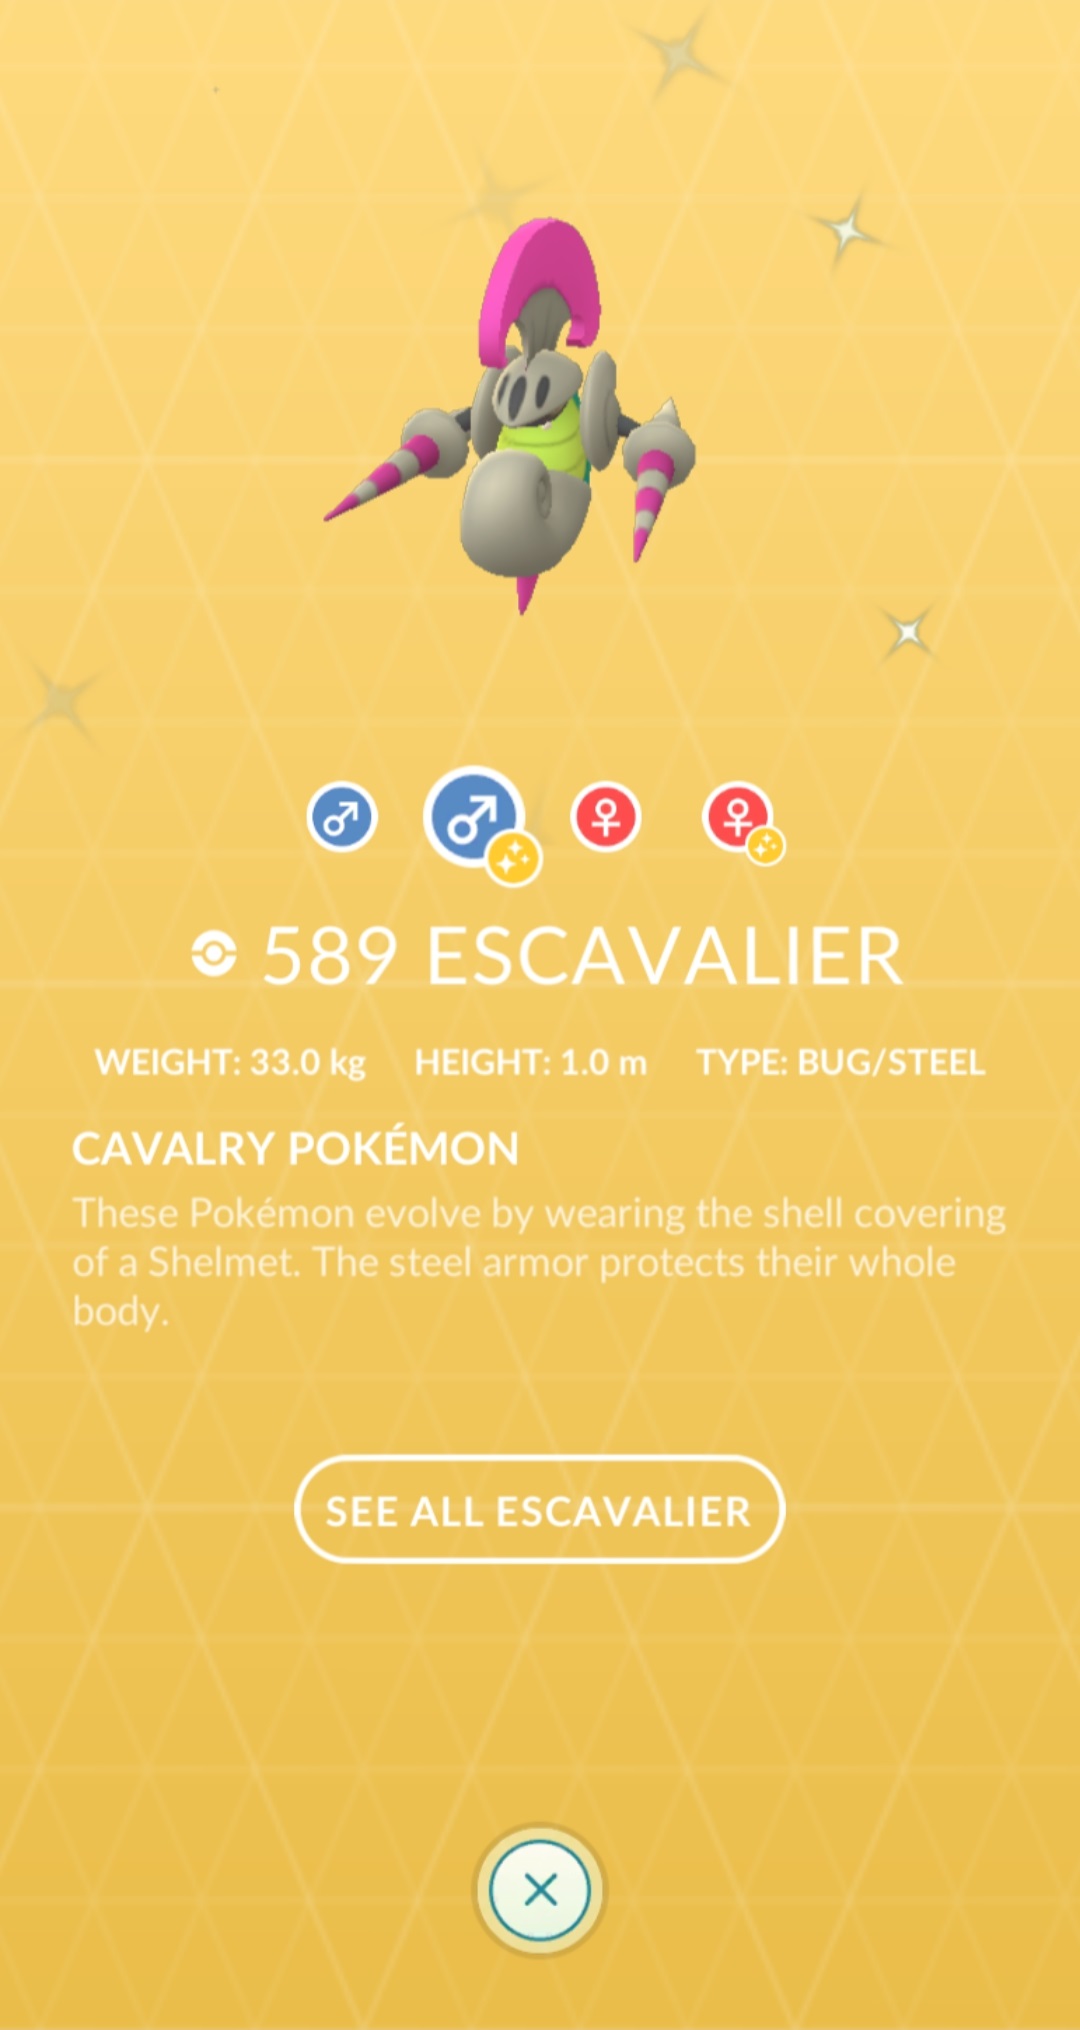 589 ESCAVALIER
WEIGHT: 33.0 kg HEIGHT: 1.0 m TYPE: BUG/STEEL
CAVALRY POKÉMON
These Pokémon evolve by wearing the shell covering
of a Shelmet. The steel armor protects their whole
body.
SEE ALL ESCAVALIER